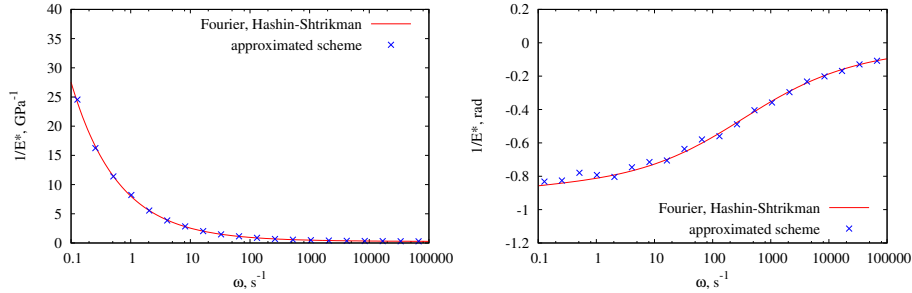 40
35
30
25
20
15
10
5
0
1/E*, GPa-1
Fourier, Hashin-Shtrikman
approximated scheme
0.1 1 10 100 1000 10000 100000
ω, s-1
0.2
0
-0.2
-0.4
-0.6
-0.8
-1
-1.2
1/E*, rad
Fourier, Hashin-Shtrikman
approximated scheme
0.1 1 10 100 1000 10000 100000
ω, s-1